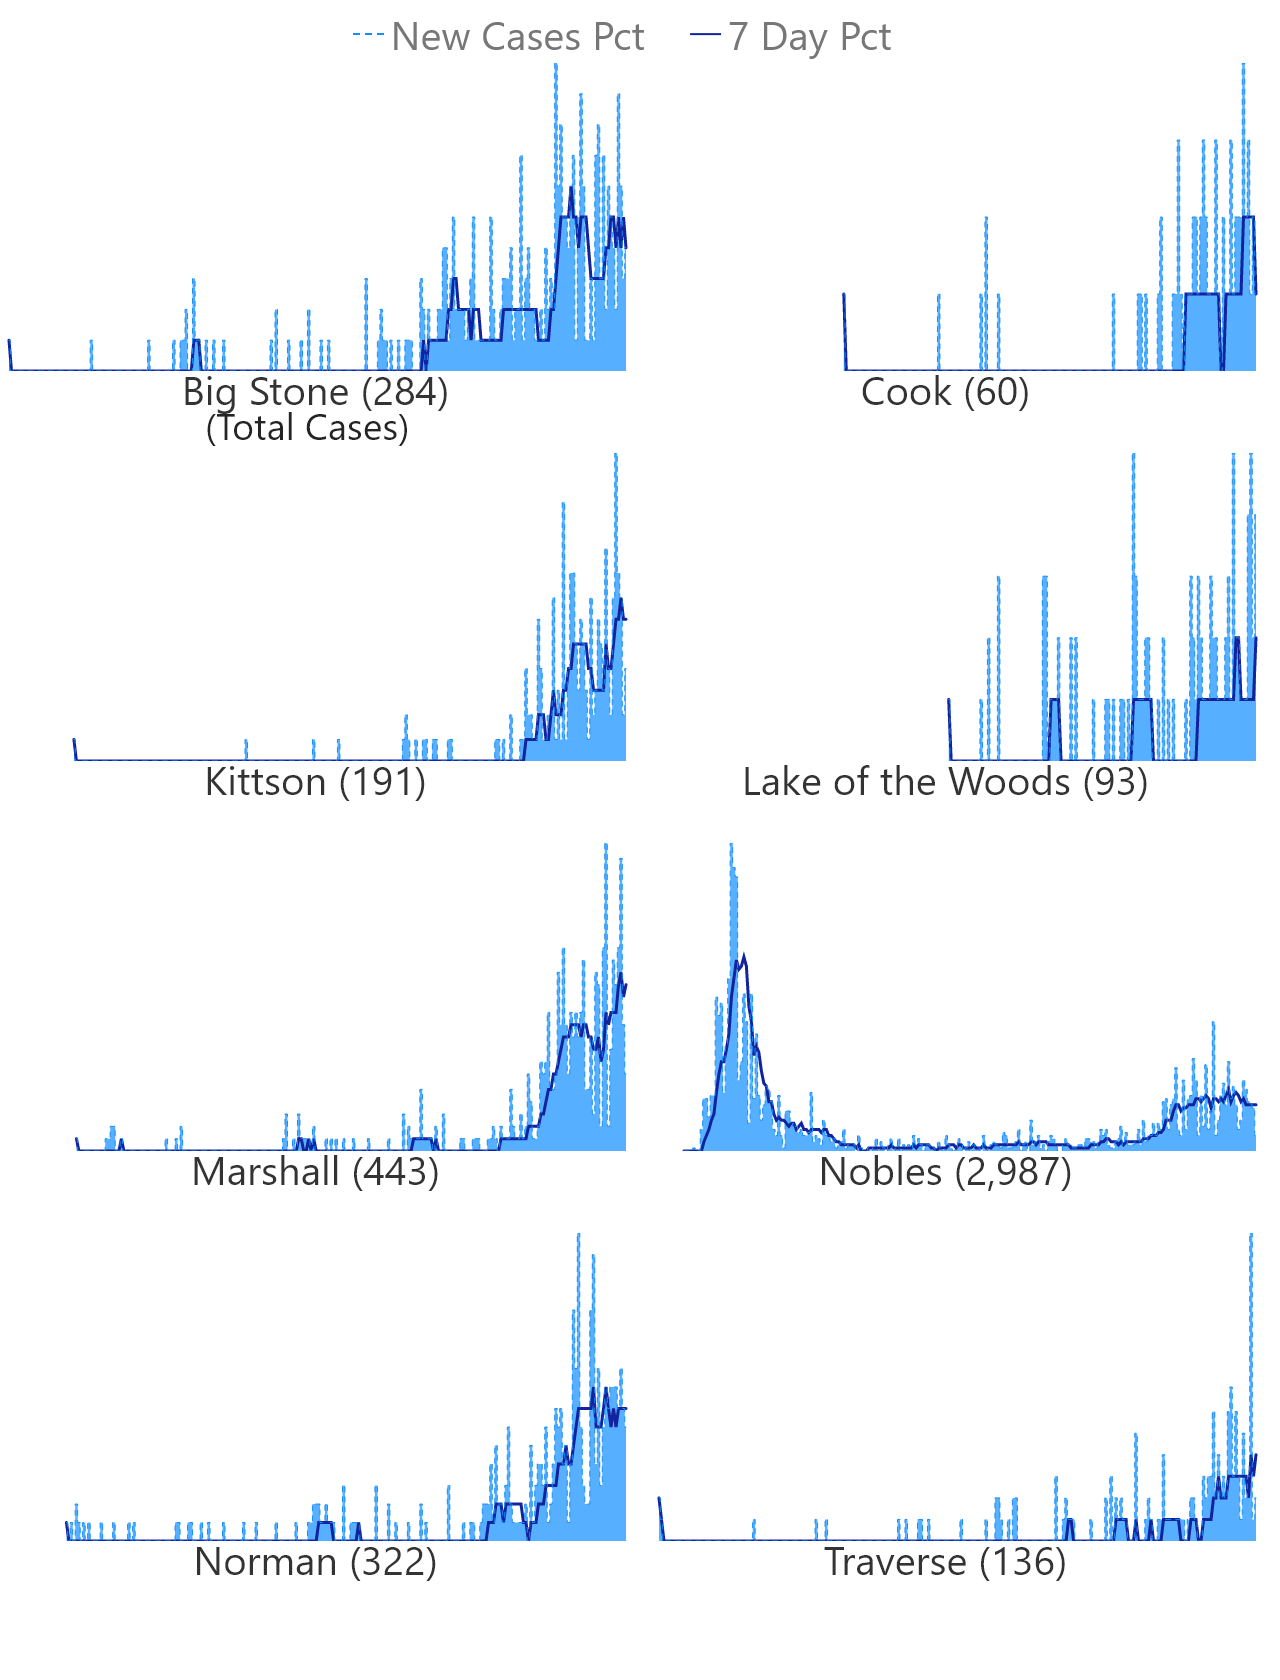 New Cases Pct 7 Day Pct
Big Stone (284) Cook (60)
(Total Cases)
Kittson (191) Lake of the Woods (93)
Marshall (443) Nobles (2,987)
Norman (322) Traverse (136)